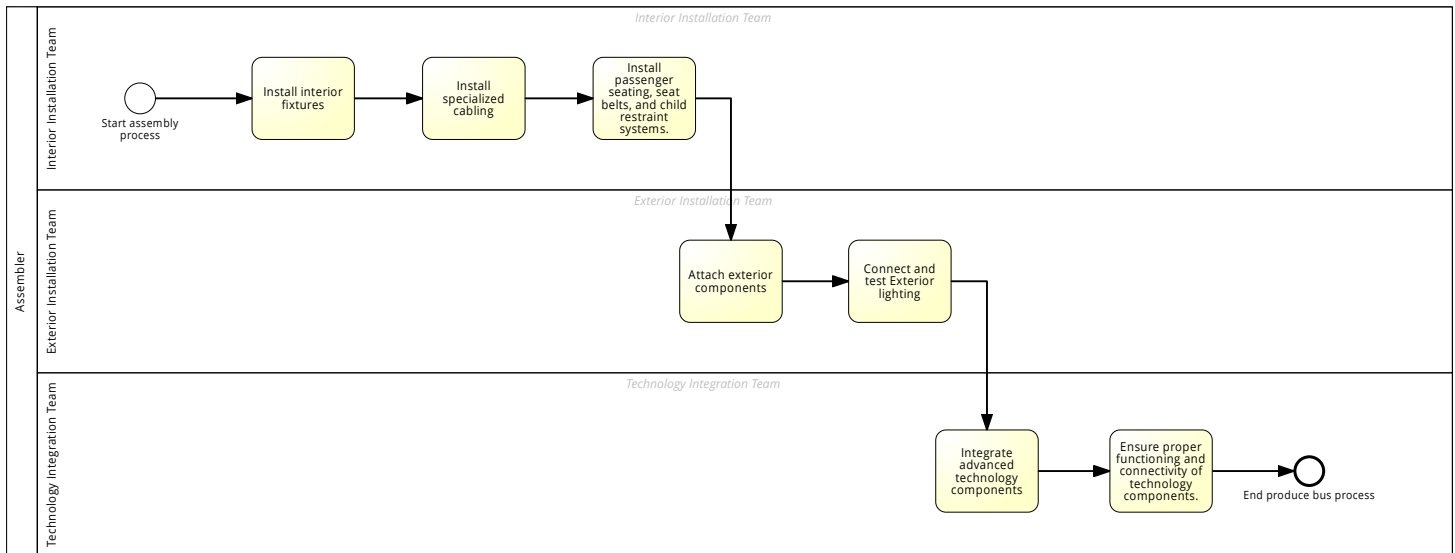 Assembler
Interior Installation Team
Interior Installation Team
Start assembly
process
Install interior
fixtures
Install
specialized
cabling
Install
passenger
seating, seat
belts, and child
restraint
systems.
Exterior Installation Team
Exterior Installation Team
Attach exterior
components
Connect and
test Exterior
lighting
Technology Integration Team
Technology Integration Team
Integrate
advanced
technology
components
Ensure proper
functioning and
connectivity of
technology
components.
End produce bus process